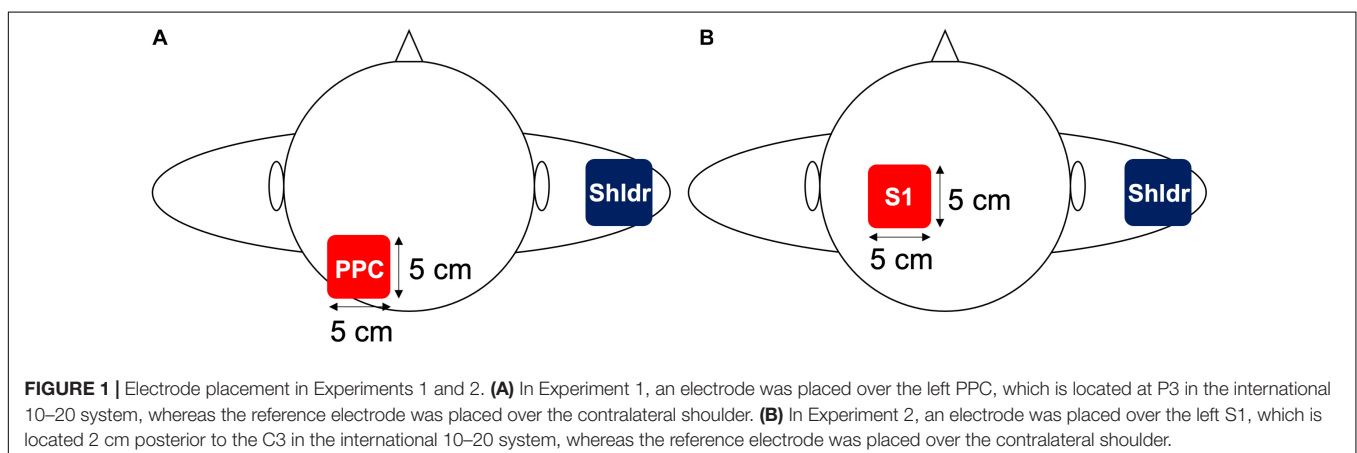 A
B
Shldr
Shldr
S1
5 cm
5 cm
PPC
5 cm
5 cm
FIGURE 1 | Electrode placement in Experiments 1 and 2. (A) In Experiment 1, an electrode was placed over the left PPC, which is located at P3 in the international
10–20 system, whereas the reference electrode was placed over the contralateral shoulder. (B) In Experiment 2, an electrode was placed over the left S1, which is
located 2 cm posterior to the C3 in the international 10–20 system, whereas the reference electrode was placed over the contralateral shoulder.